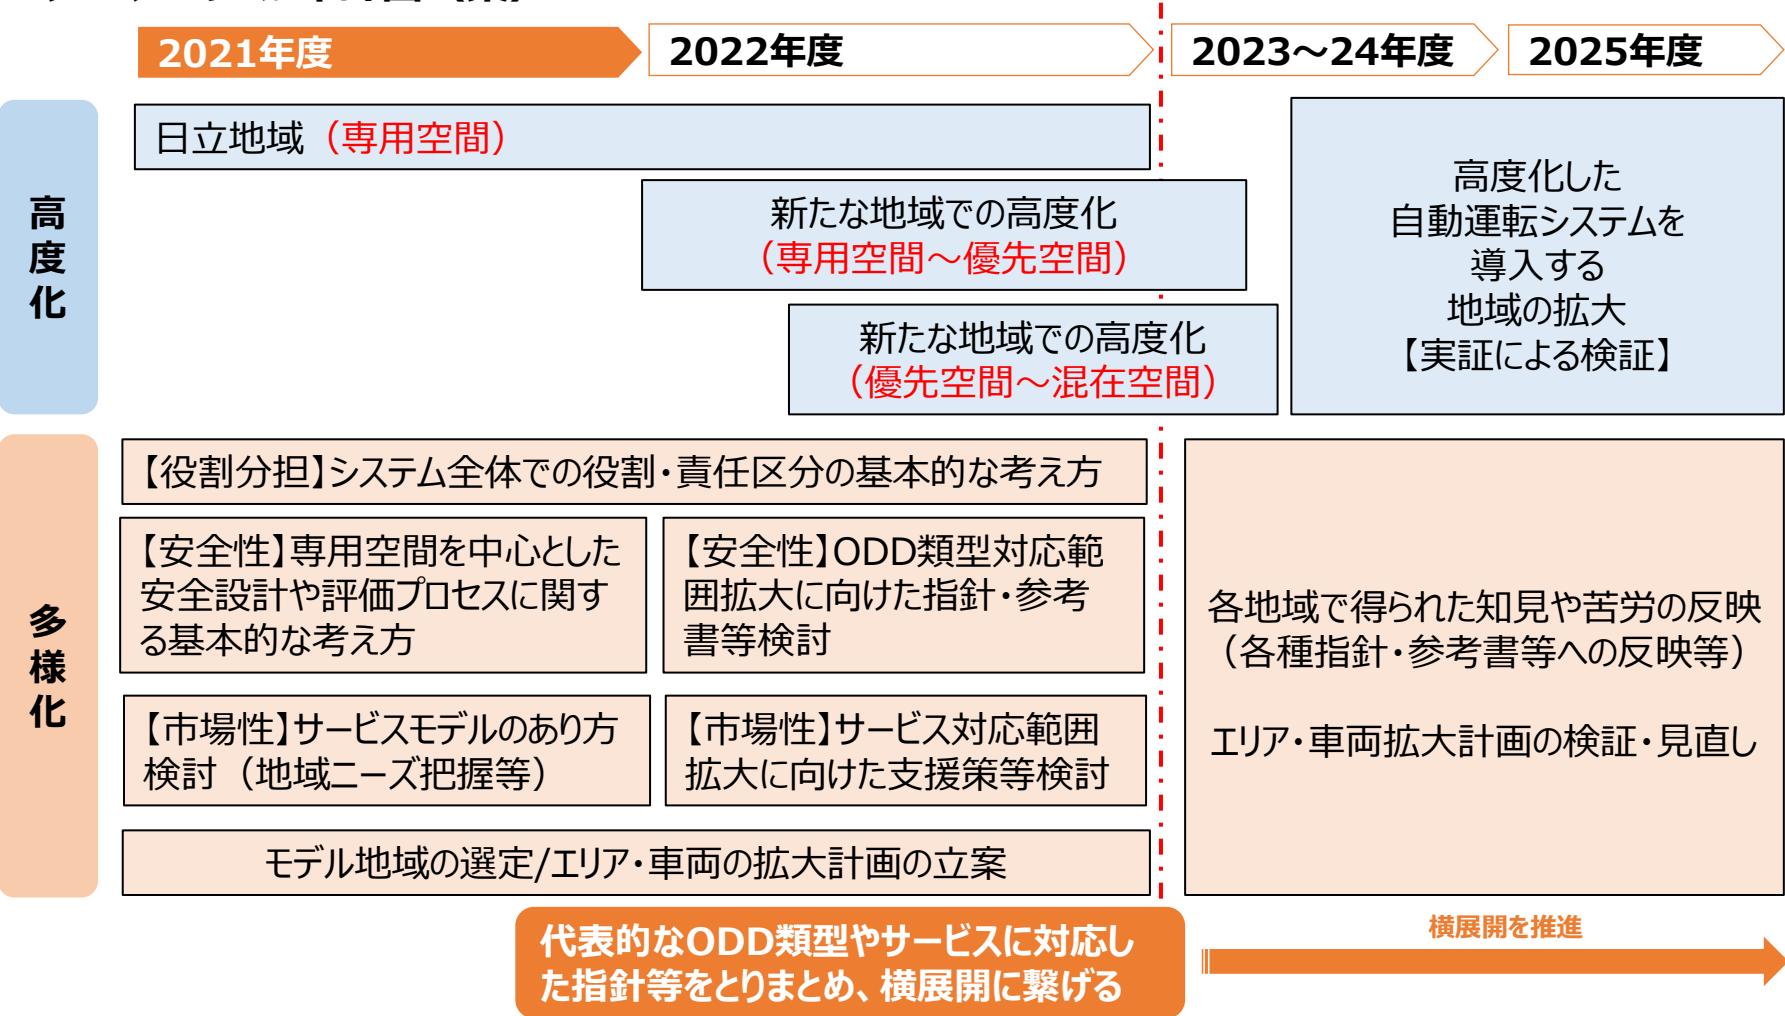 2021年度
2022年度
2023～24年度
2025年度
高度化
日立地域（専用空間）
新たな地域での高度化
（専用空間～優先空間）
新たな地域での高度化
（優先空間～混在空間）
高度化した
自動運転システムを
導入する
地域の拡大
【実証による検証】
多様化
【役割分担】システム全体での役割・責任区分の基本的な考え方
【安全性】専用空間を中心とした
安全設計や評価プロセスに関す
る基本的な考え方
【安全性】ODD類型対応範
囲拡大に向けた指針・参考
書等検討
【市場性】サービスモデルのあり方
検討（地域ニーズ把握等）
【市場性】サービス対応範囲
拡大に向けた支援策等検討
モデル地域の選定/エリア・車両の拡大計画の立案
各地域で得られた知見や苦労の反映
（各種指針・参考書等への反映等）
エリア・車両拡大計画の検証・見直し
代表的なODD類型やサービスに対応し
た指針等をとりまとめ、横展開に繋げる
横展開を推進